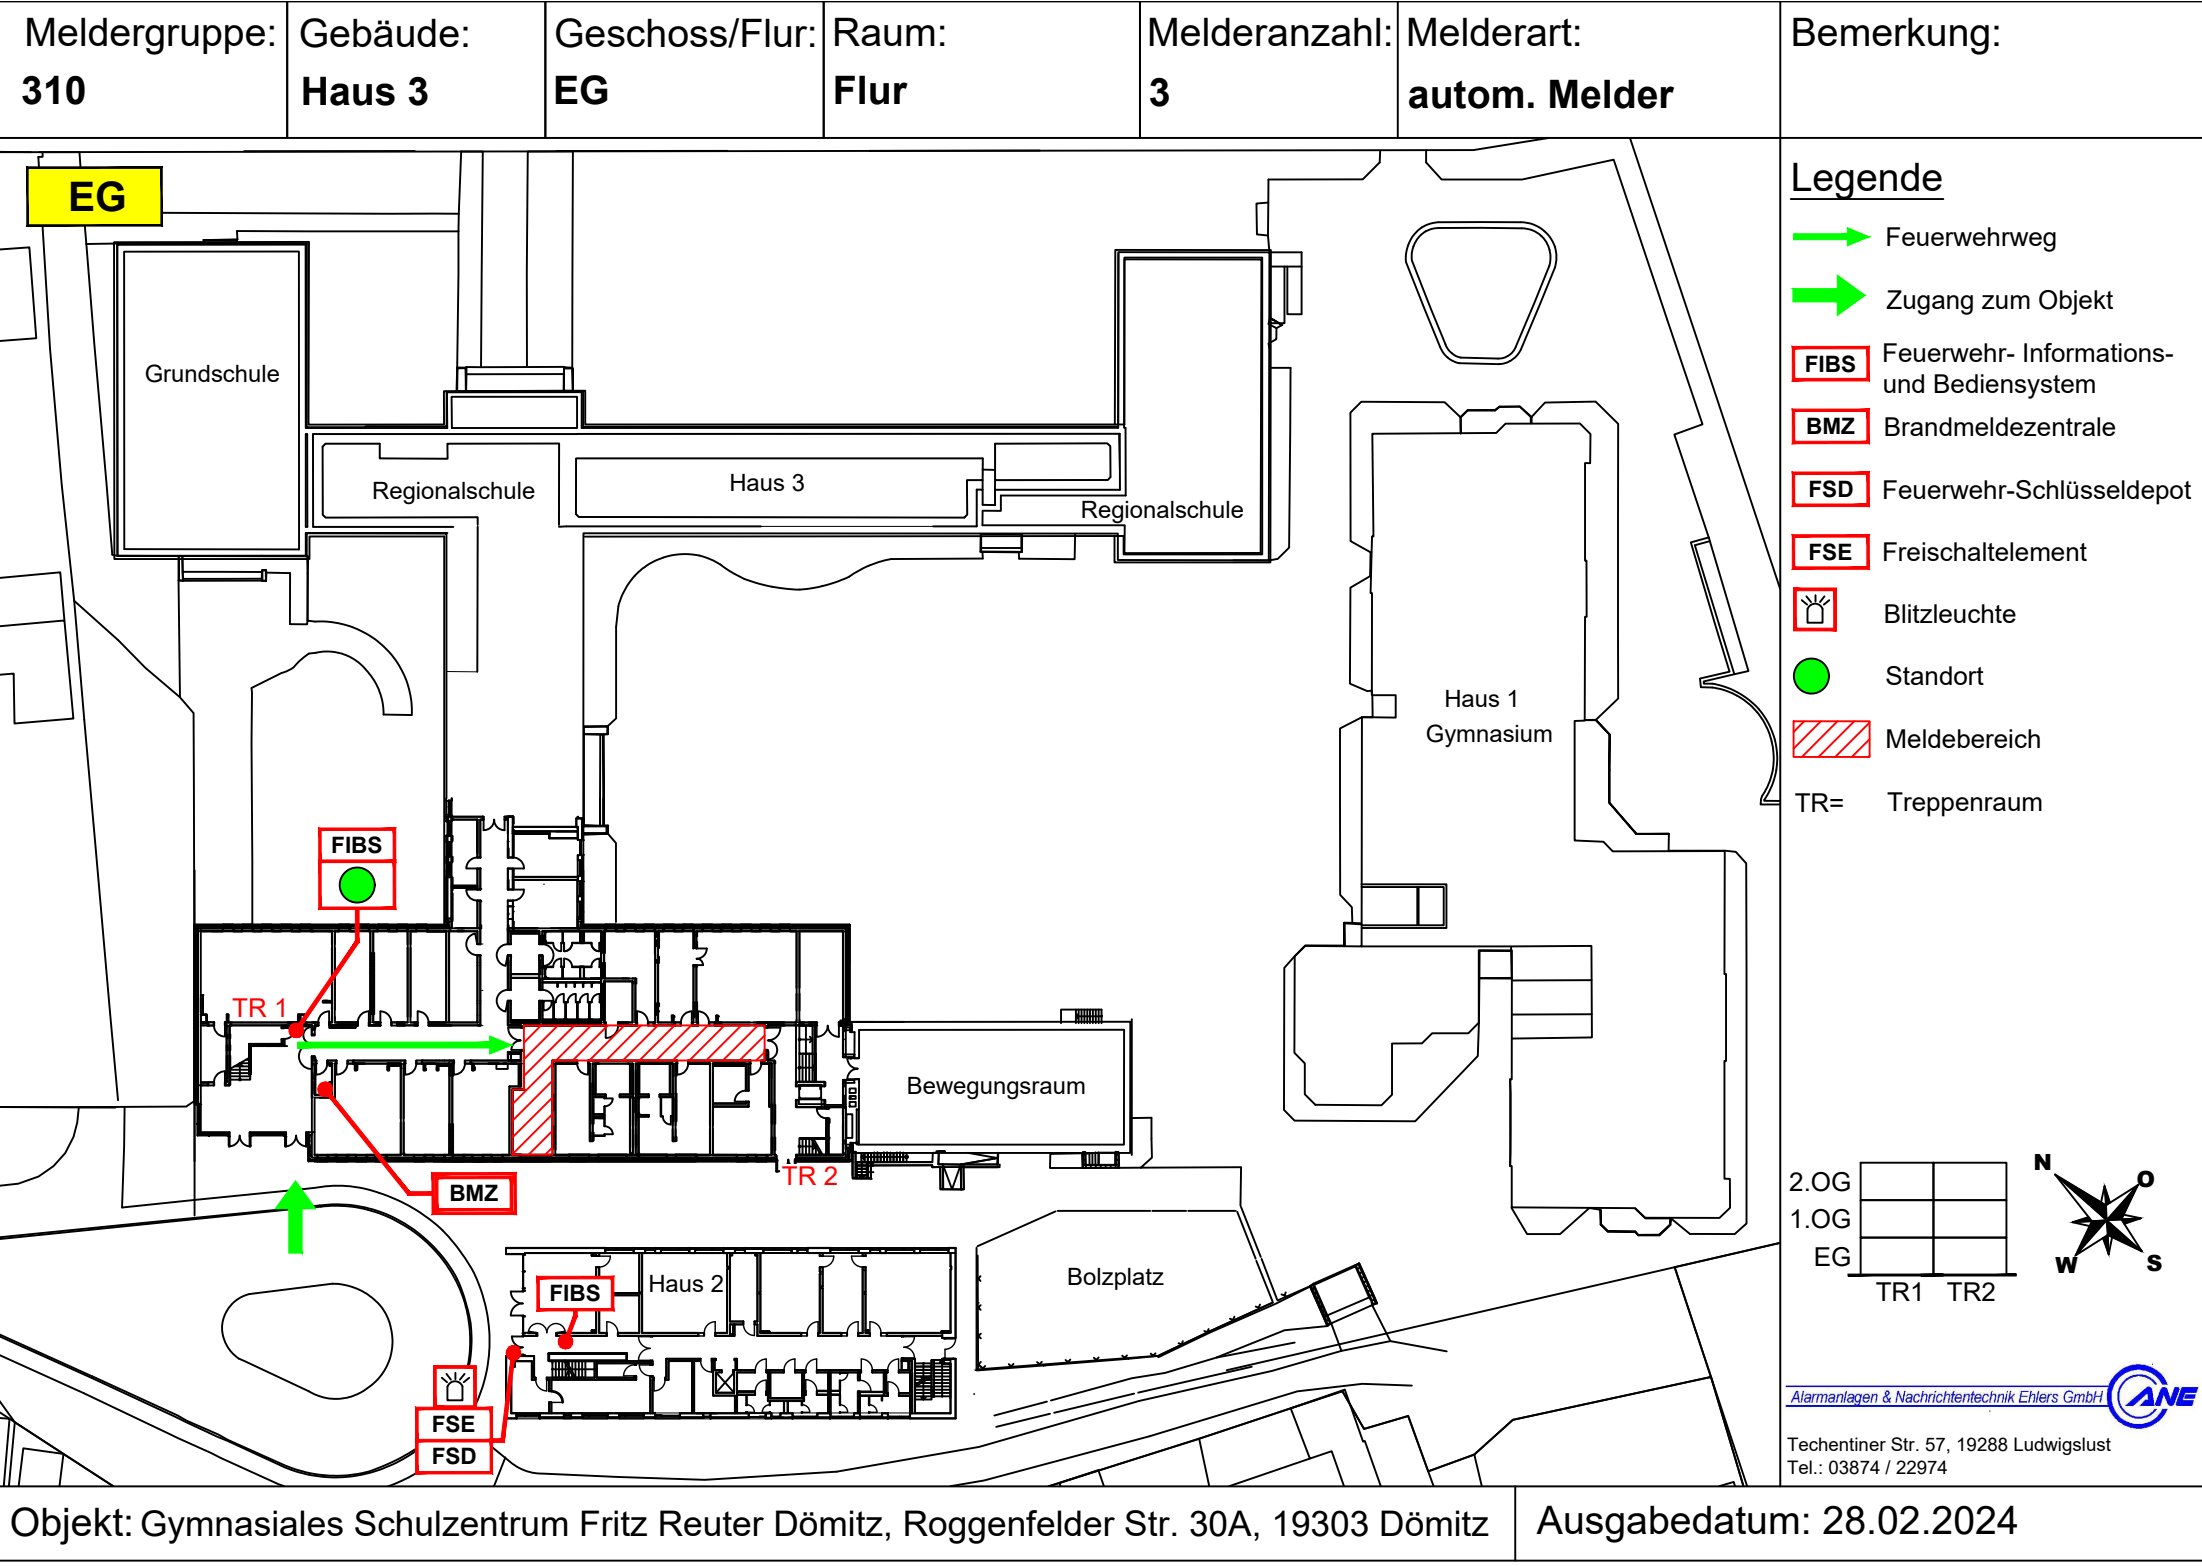 Meldergruppe: Gebäude: Geschoss/Flur: Raum: Melderanzahl: Melderart: Bemerkung:
310 Haus 3 EG Flur 3 autom. Melder
EG
Grundschule
Regionalschule
Haus 3
Regionalschule
Haus 1
Gymnasium
FIBS
TR 1
Bewegungsraum
TR 2
BMZ
Haus 2
FIBS
Bolzplatz
FSE
FSD
Legende
Feuerwehrweg
Zugang zum Objekt
FIBS Feuerwehr- Informations-
und Bediensystem
BMZ Brandmeldezentrale
FSD Feuerwehr-Schlüsseldepot
FSE Freischaltelement
Blitzleuchte
Standort
Meldebereich
TR= Treppenraum
2.OG
1.OG
EG
TR1 TR2
N
O
W
S
Alarmanlagen & Nachrichtentechnik Ehlers GmbH ANE
Techentiner Str. 57, 19288 Ludwigslust
Tel.: 03874 / 22974
Objekt: Gymnasiales Schulzentrum Fritz Reuter Dömitz, Roggenfelder Str. 30A, 19303 Dömitz
Ausgabedatum: 28.02.2024